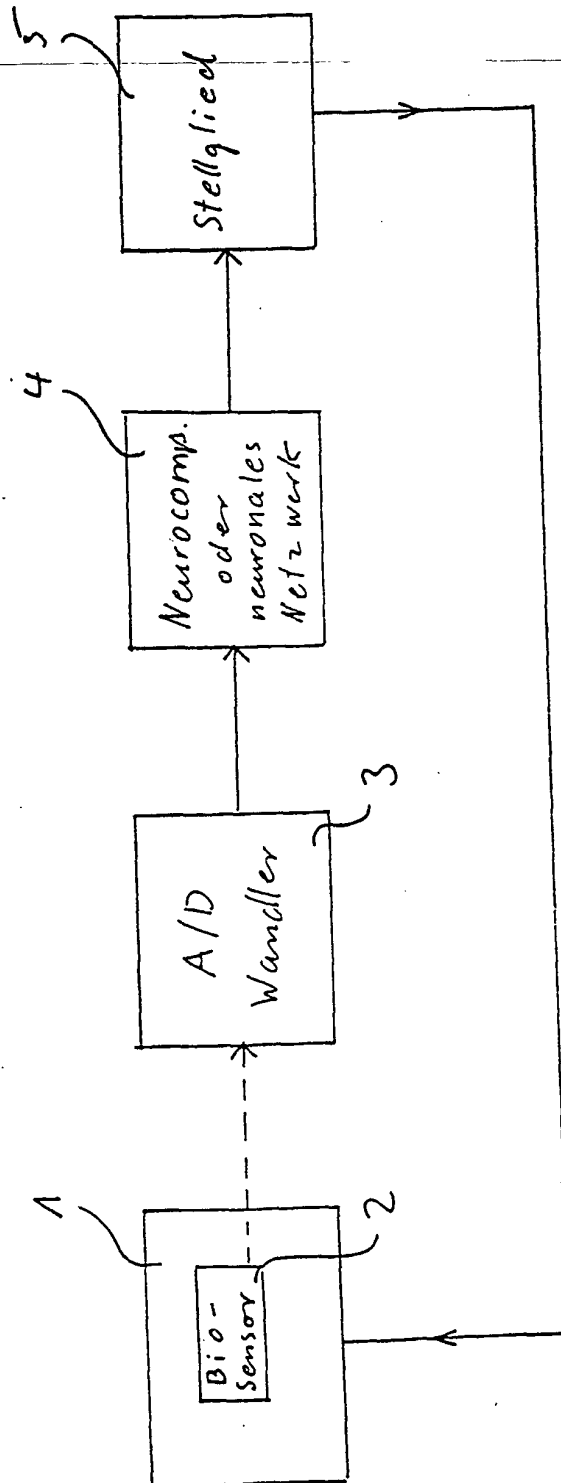 1
Bio-
Sensor
2
A/D
Wandler
3
4
Neurocomp.
oder
neuronales
Netzwerk
5
Stellglied